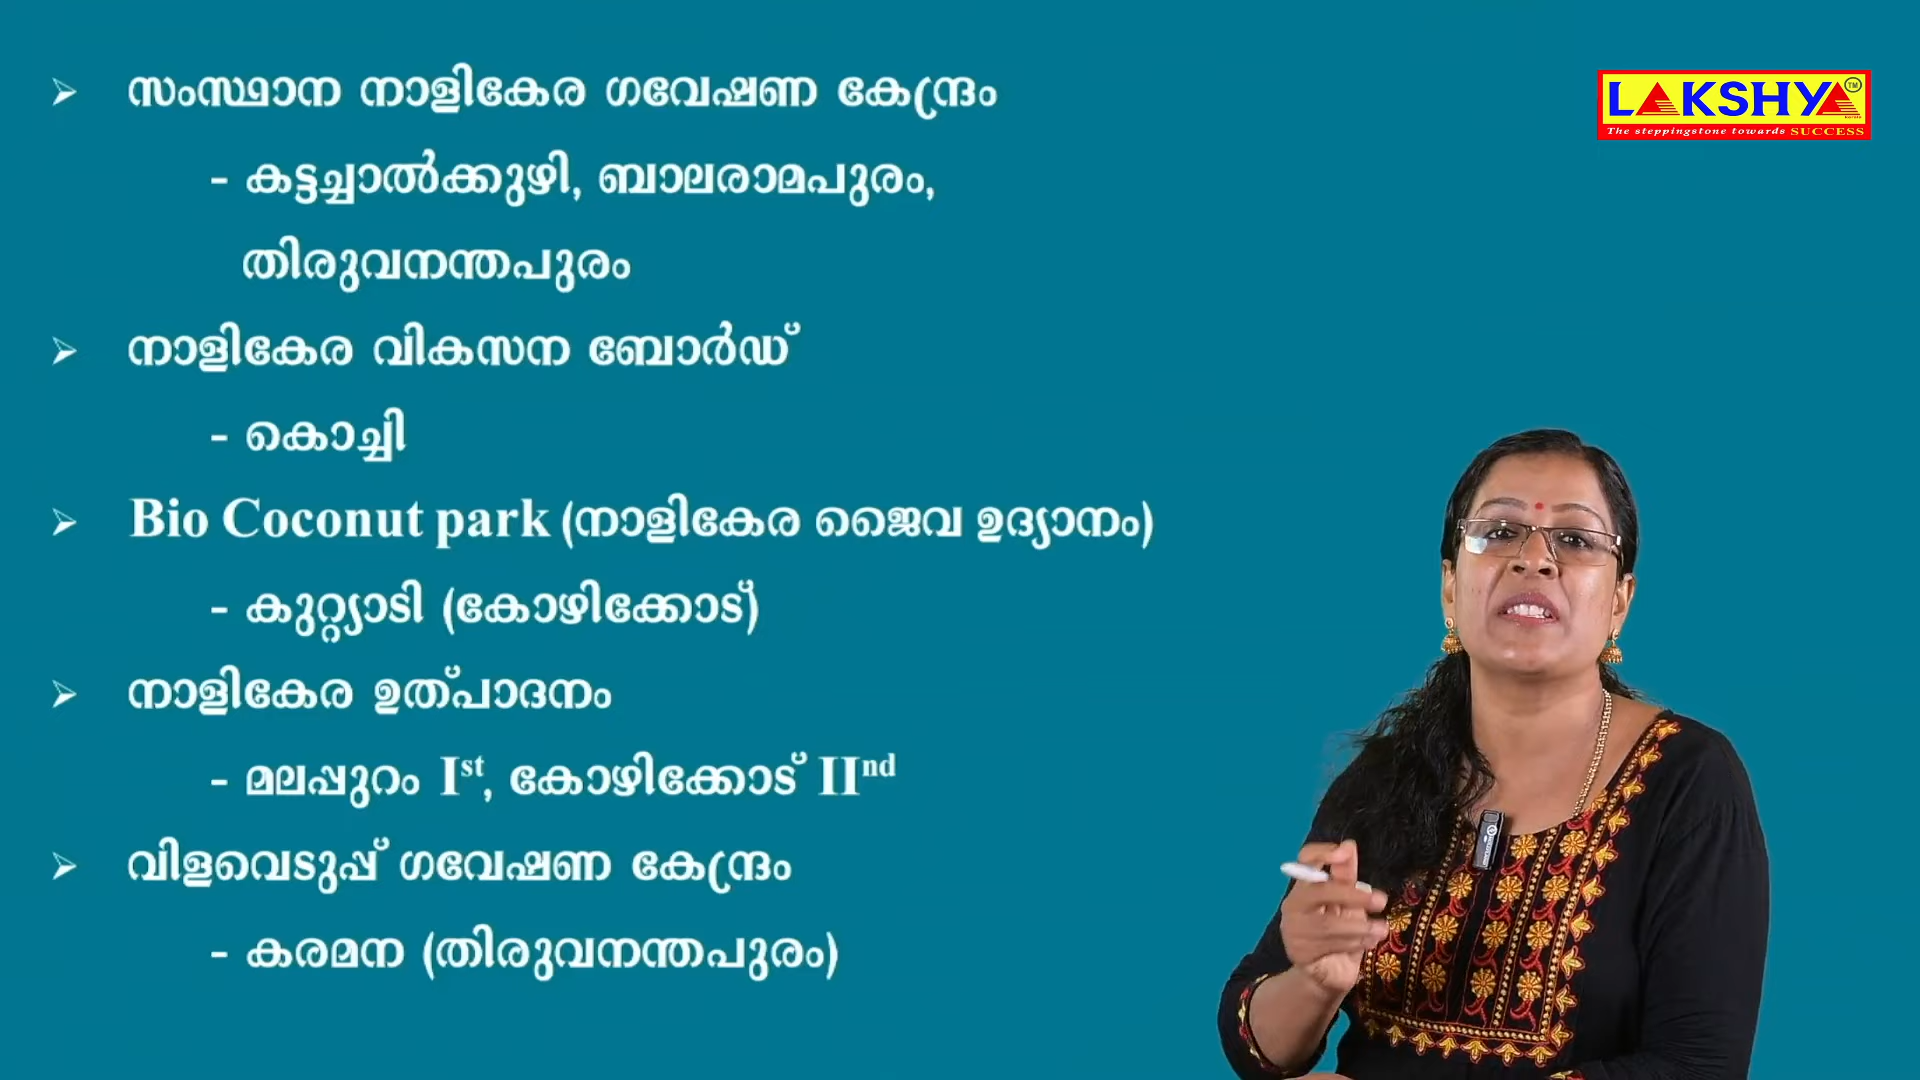 ➢ സംസ്ഥാന നാളികേര ഗവേഷണ കേന്ദ്രം
- കട്ടച്ചാൽക്കുഴി, ബാലരാമപുരം,
തിരുവനന്തപുരം
➢ നാളികേര വികസന ബോർഡ്
- കൊച്ചി
➢ Bio Coconut park (നാളികേര ജൈവ ഉദ്യാനം)
- കുറ്റ്യാടി (കോഴിക്കോട്)
➢ നാളികേര ഉത്പാദനം
- മലപ്പുറം Ist, കോഴിക്കോട് IInd
➢ വിളവെടുപ്പ് ഗവേഷണ കേന്ദ്രം
- കരമന (തിരുവനന്തപുരം)
LAKSHYA TM
The steppingstone towards SUCCESS